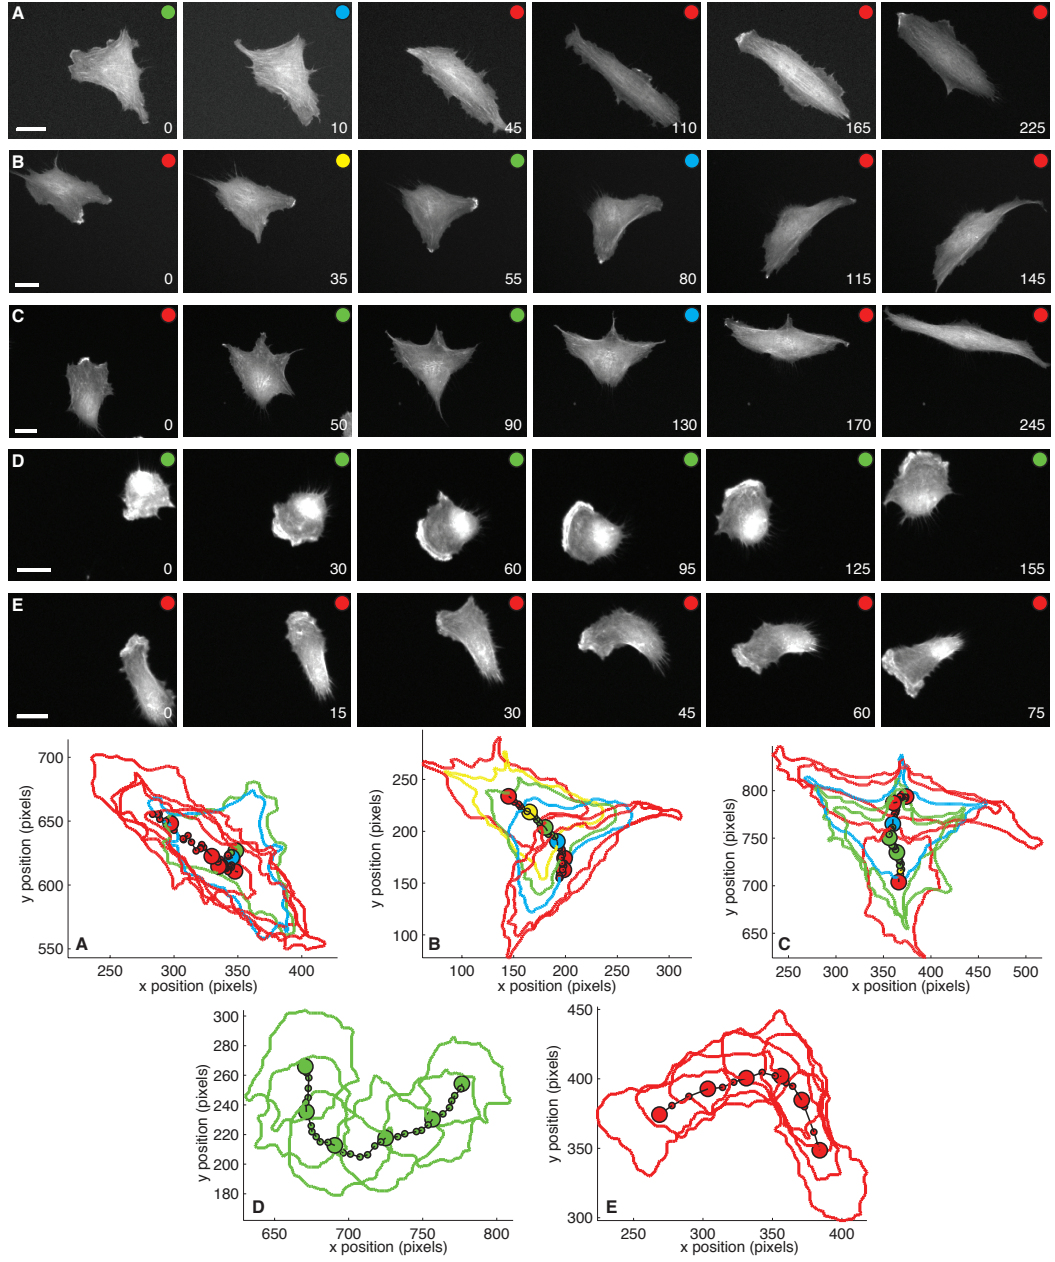 A
0 10 45 110 165 225
B
0 35 55 80 115 145
C
0 50 90 130 170 245
D
0 30 60 95 125 155
E
0 15 30 45 60 75
700
650
600
550
y position (pixels)
A
250 300 350 400
x position (pixels)
250
200
150
100
y position (pixels)
B
100 150 200 250 300
x position (pixels)
800
750
700
650
y position (pixels)
C
250 300 350 400 450 500
x position (pixels)
300
280
260
240
220
200
180
y position (pixels)
D
650 700 750 800
x position (pixels)
450
400
350
300
y position (pixels)
E
250 300 350 400
x position (pixels)